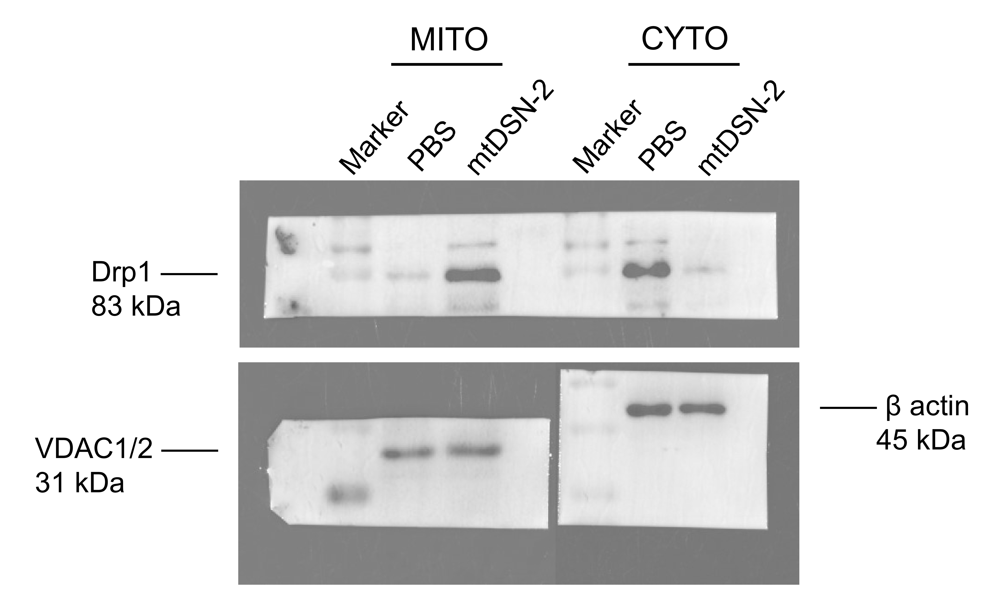 MITO CYTO
Marker PBS mtDSN-2 Marker PBS mtDSN-2
Drp1
83 kDa
β actin
45 kDa
VDAC1/2
31 kDa